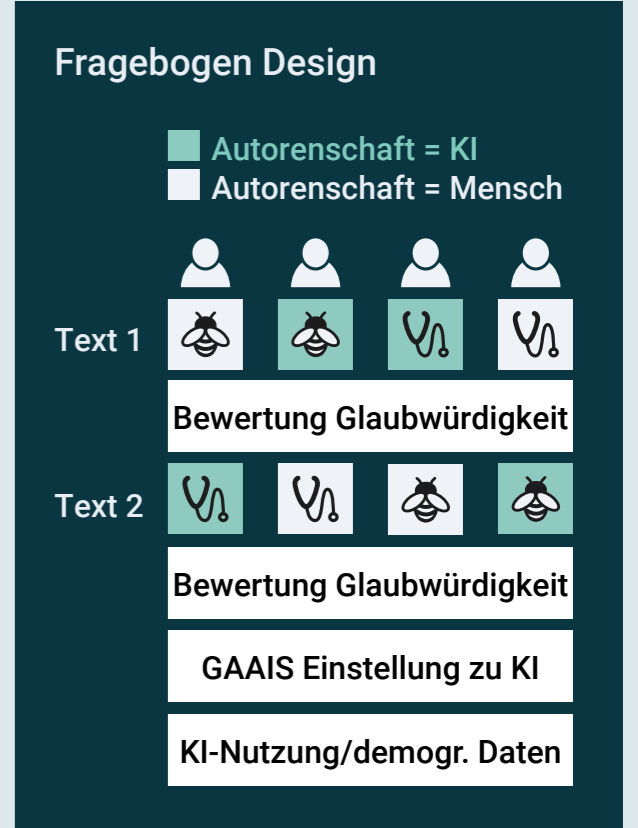 Fragebogen Design
Autorenschaft = KI
Autorenschaft = Mensch
Text 1
Bewertung Glaubwürdigkeit
Text 2
Bewertung Glaubwürdigkeit
GAAIS Einstellung zu KI
KI-Nutzung/demogr. Daten